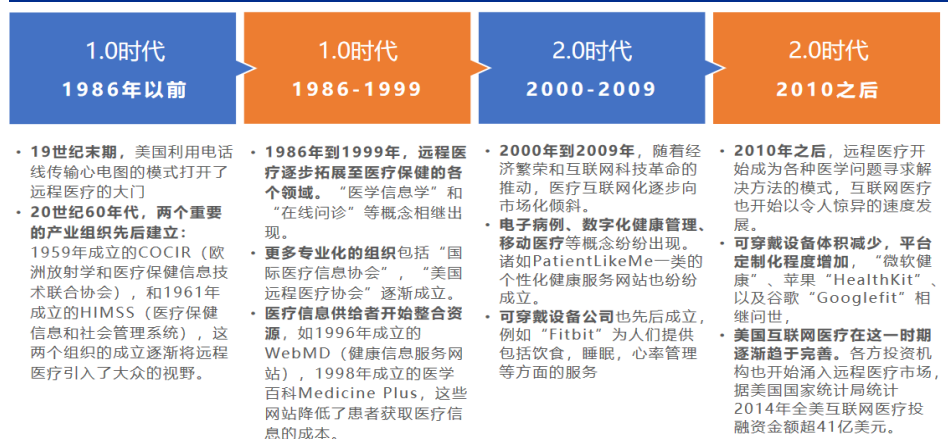 1.0时代
1986年以前
1.0时代
1986-1999
2.0时代
2000-2009
2.0时代
2010之后
• 19世纪末期，美国利用电话
线传输心电图的模式打开了
远程医疗的大门
• 20世纪60年代，两个重要
的产业组织先后建立：
1959年成立的COCIR（欧
洲放射学和医疗保健信息技
术联合协会），和1961年
成立的HIMSS（医疗保健
信息和社会管理系统），这
两个组织的成立逐渐将远程
医疗引入了大众的视野。
• 1986年到1999年，远程医
疗逐步拓展至医疗保健的各
个领域。“医学信息学”和
“在线问诊”等概念相继出
现。
• 更多专业化的组织包括“国
际医疗信息协会”，“美国
远程医疗协会”逐渐成立。
• 医疗信息供给者开始整合资
源，如1996年成立的
WebMD（健康信息服务网
站），1998年成立的医学
百科Medicine Plus，这些
网站降低了患者获取医疗信
息的成本。
• 2000年到2009年，随着经
济繁荣和互联网科技革命的
推动，医疗互联网化逐步向
市场化倾斜。
• 电子病例、数字化健康管理、
移动医疗等概念纷纷出现。
诸如PatientLikeMe一类的
个性化健康服务网站也纷纷
成立。
• 可穿戴设备公司也先后成立，
例如“Fitbit”为人们提供
包括饮食，睡眠，心率管理
等方面的服务
• 2010年之后，远程医疗开
始成为各种医学问题寻求解
决方法的模式，互联网医疗
也开始以令人惊异的速度发
展。
• 可穿戴设备体积减少，平台
定制化程度增加，“微软健
康”、苹果“HealthKit”、
以及谷歌“Googlefit”相
继问世，
• 美国互联网医疗在这一时期
逐渐趋于完善。各方投资机
构也开始涌入远程医疗市场，
据美国国家统计局统计
2014年全美互联网医疗投
融资金额超41亿美元。